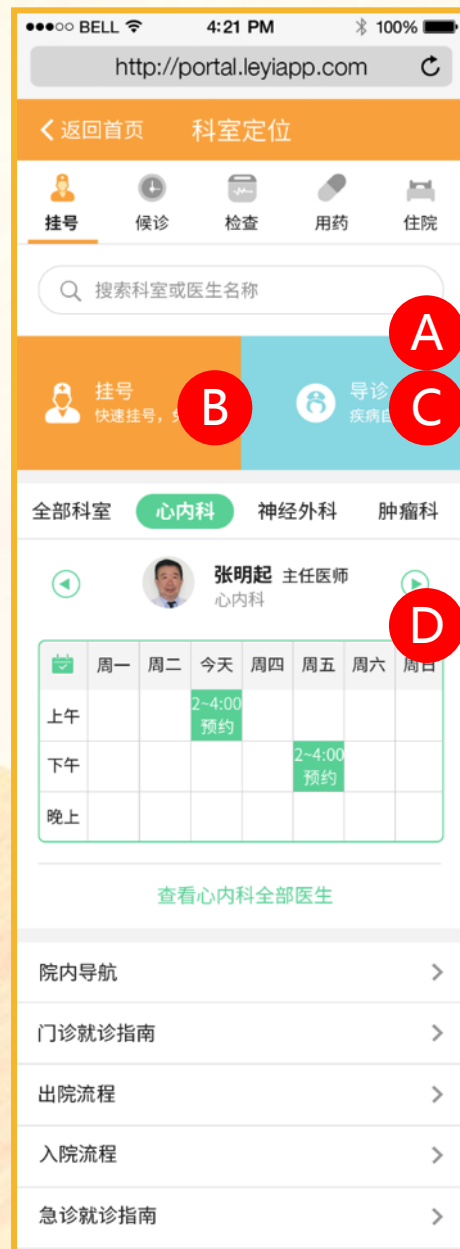 BELL 4:21 PM 100%
http://portal.leyiapp.com
返回首页 科室定位
挂号 候诊 检查 用药 住院
搜索科室或医生名称
A
挂号 导诊
快速挂号, B 疾病 C
全部科室 心内科 神经外科 肿瘤科
张明起 主任医师
心内科
D
周一 周二 今天 周四 周五 周六 周日
上午 2~4:00
预约
下午 2~4:00
预约
晚上
查看心内科全部医生
院内导航
门诊就诊指南
出院流程
入院流程
急诊就诊指南